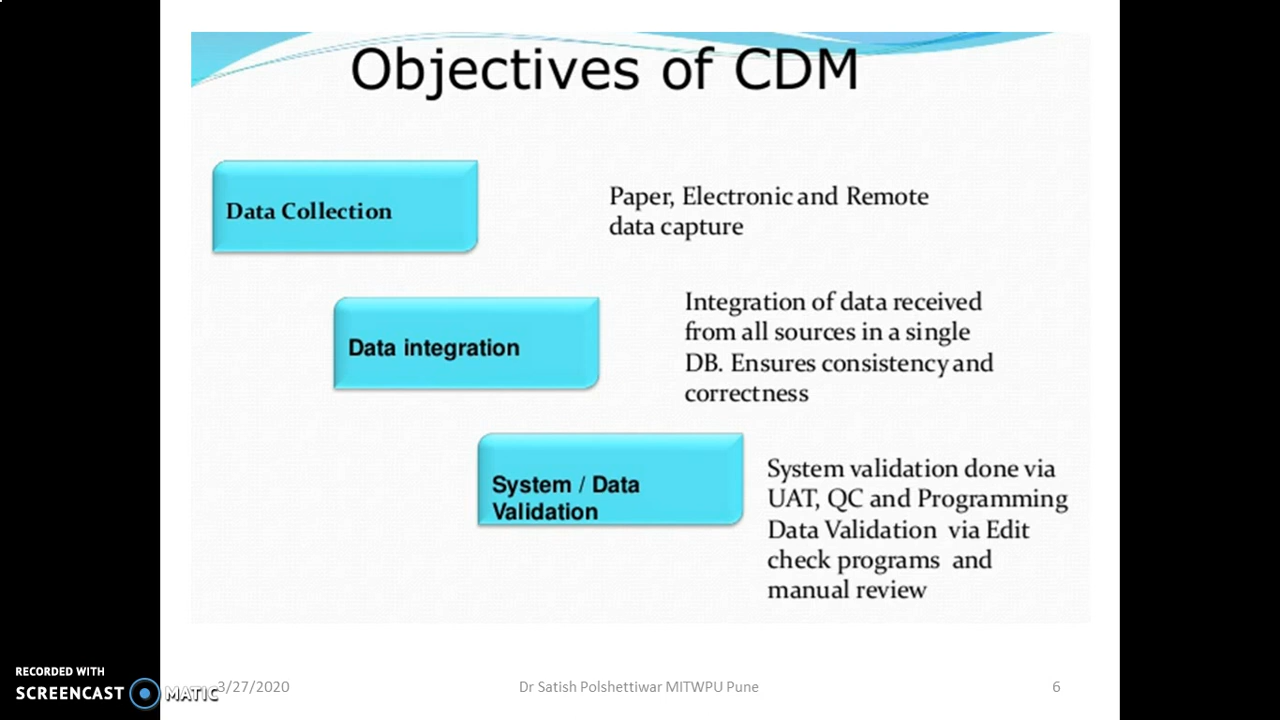 Objectives of CDM
Data Collection
Paper, Electronic and Remote
data capture
Data integration
Integration of data received
from all sources in a single
DB. Ensures consistency and
correctness
System / Data
Validation
System validation done via
UAT, QC and Programming
Data Validation via Edit
check programs and
manual review
RECORDED WITH
SCREENCAST MATIC
3/27/2020
Dr Satish Polshettiwar MITWPU Pune
6